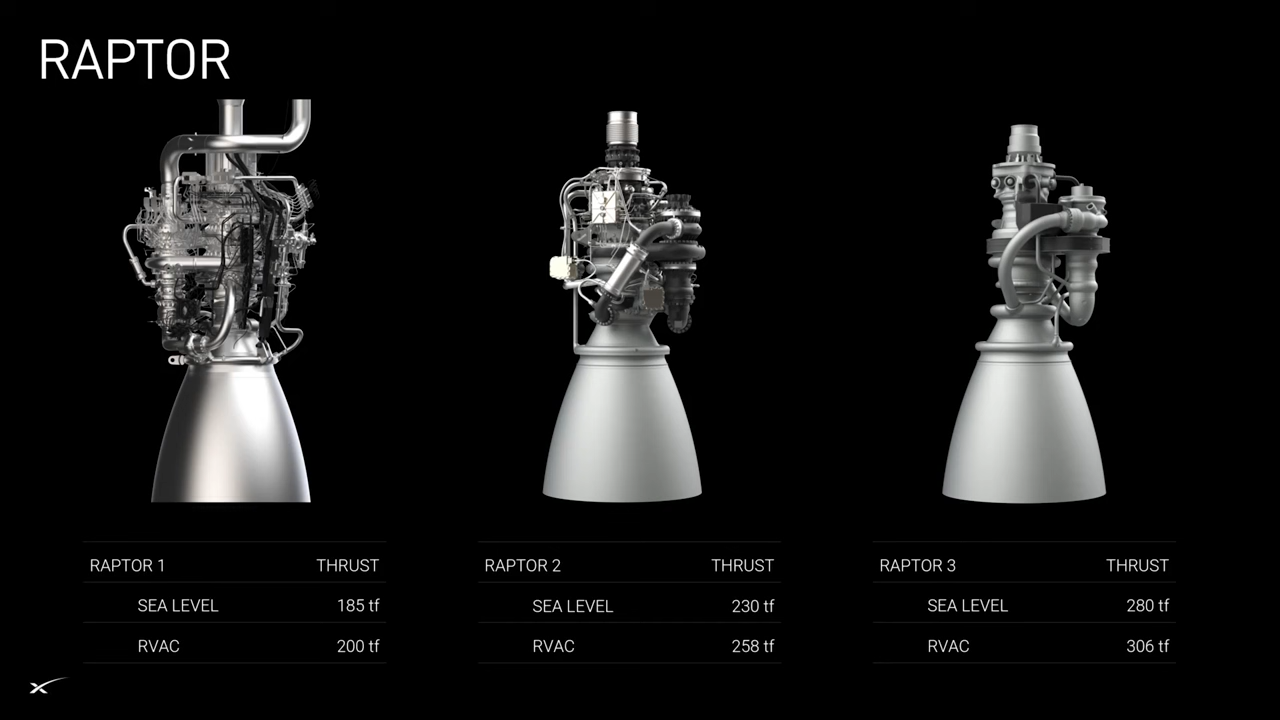 RAPTOR
RAPTOR 1 THRUST
SEA LEVEL 185 tf
RVAC 200 tf
RAPTOR 2 THRUST
SEA LEVEL 230 tf
RVAC 258 tf
RAPTOR 3 THRUST
SEA LEVEL 280 tf
RVAC 306 tf